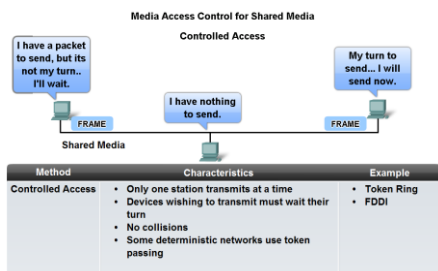 Media Access Control for Shared Media
Controlled Access
I have a packet
to send, but its
not my turn..
I'll wait.
My turn to
send... I will
send now.
I have nothing
to send.
FRAME
FRAME
Shared Media
Method
Characteristics
Example
Controlled Access
• Only one station transmits at a time
• Devices wishing to transmit must wait their
turn
• No collisions
• Some deterministic networks use token
passing
• Token Ring
• FDDI